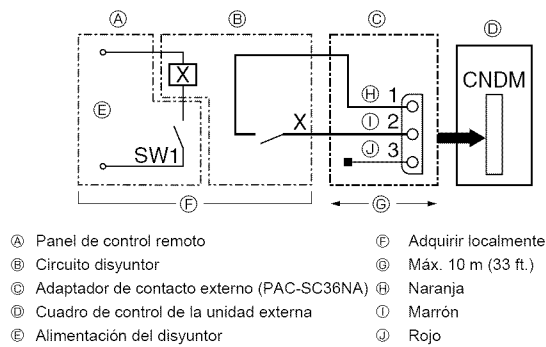 Ⓐ Ⓑ Ⓒ Ⓓ
X
Ⓔ
SW1
X
Ⓗ 1
Ⓘ 2
Ⓙ 3
CNDM
Ⓕ Ⓖ
Ⓐ Panel de control remoto
Ⓑ Circuito disyuntor
Ⓒ Adaptador de contacto externo (PAC-SC36NA)
Ⓓ Cuadro de control de la unidad externa
Ⓔ Alimentación del disyuntor
Ⓕ Adquirir localmente
Ⓖ Máx. 10 m (33 ft.)
Ⓗ Naranja
Ⓘ Marrón
Ⓙ Rojo